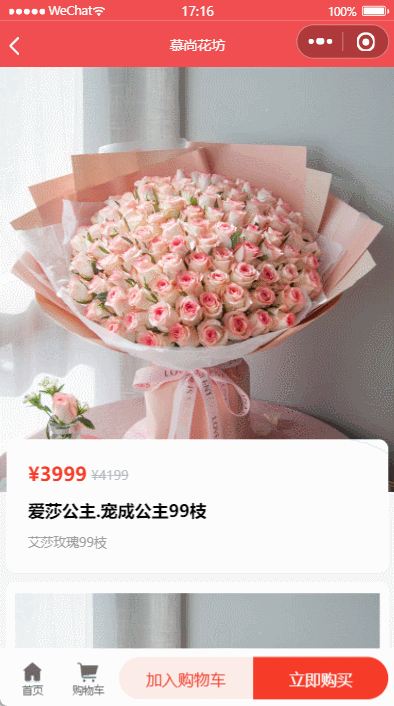 WeChat 17:16 100%
慕尚花坊
¥3999 ¥4199
爱莎公主.宠成公主99枝
艾莎玫瑰99枝
首页 购物车 加入购物车 立即购买